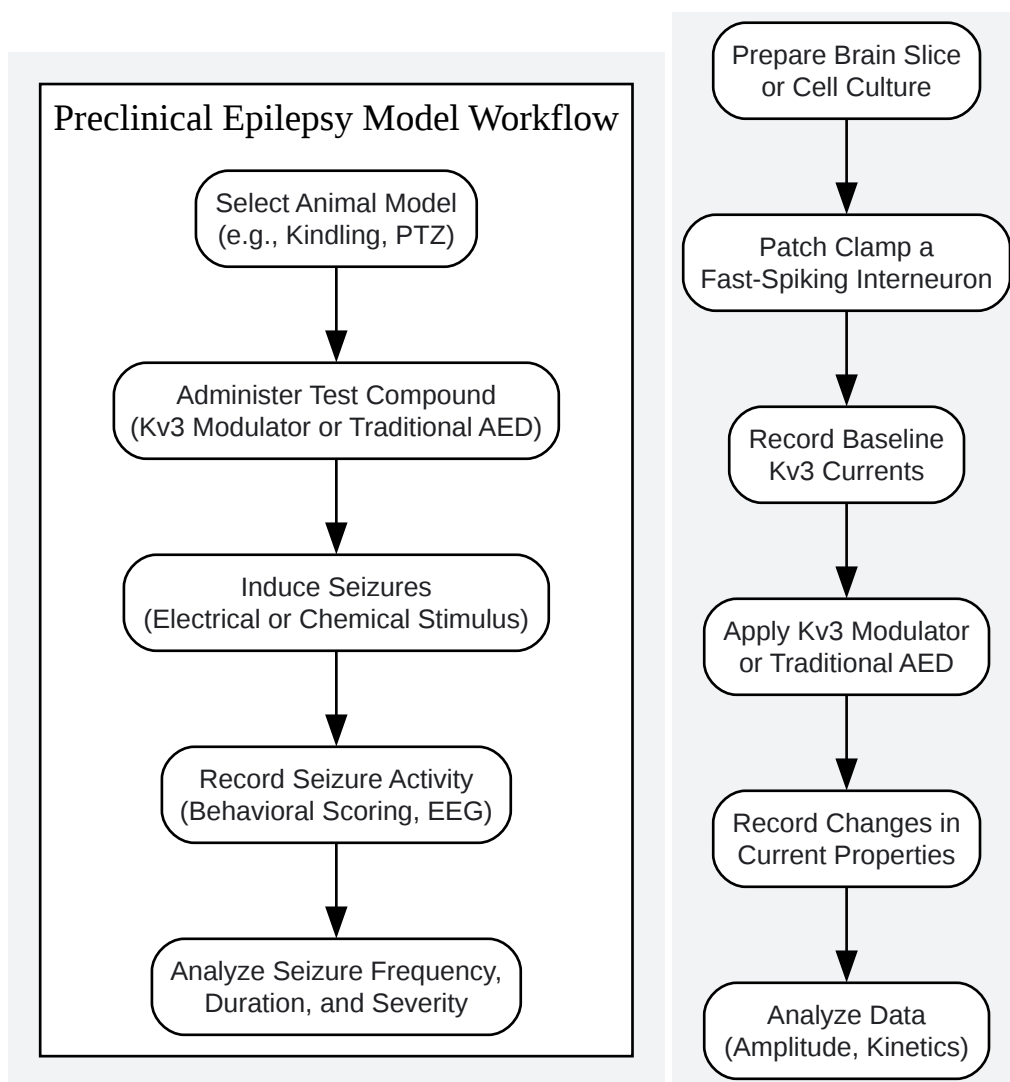 Preclinical Epilepsy Model Workflow
Select Animal Model
(e.g., Kindling, PTZ)
Administer Test Compound
(Kv3 Modulator or Traditional AED)
Induce Seizures
(Electrical or Chemical Stimulus)
Record Seizure Activity
(Behavioral Scoring, EEG)
Analyze Seizure Frequency,
Duration, and Severity
Prepare Brain Slice
or Cell Culture
Patch Clamp a
Fast-Spiking Interneuron
Record Baseline
Kv3 Currents
Apply Kv3 Modulator
or Traditional AED
Record Changes in
Current Properties
Analyze Data
(Amplitude, Kinetics)